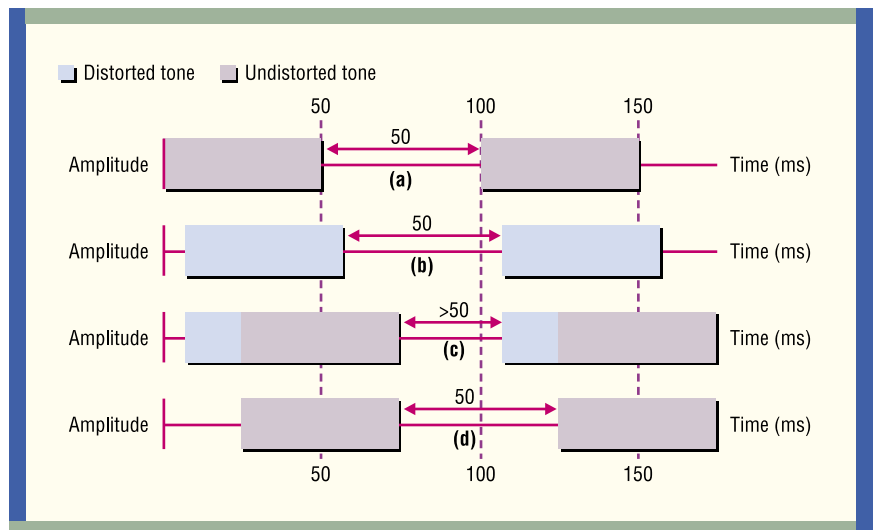 Distorted tone Undistorted tone
50 100 150
50
Amplitude Time (ms)
(a)
50
Amplitude Time (ms)
(b)
>50
Amplitude Time (ms)
(c)
50
Amplitude Time (ms)
(d)
50 100 150